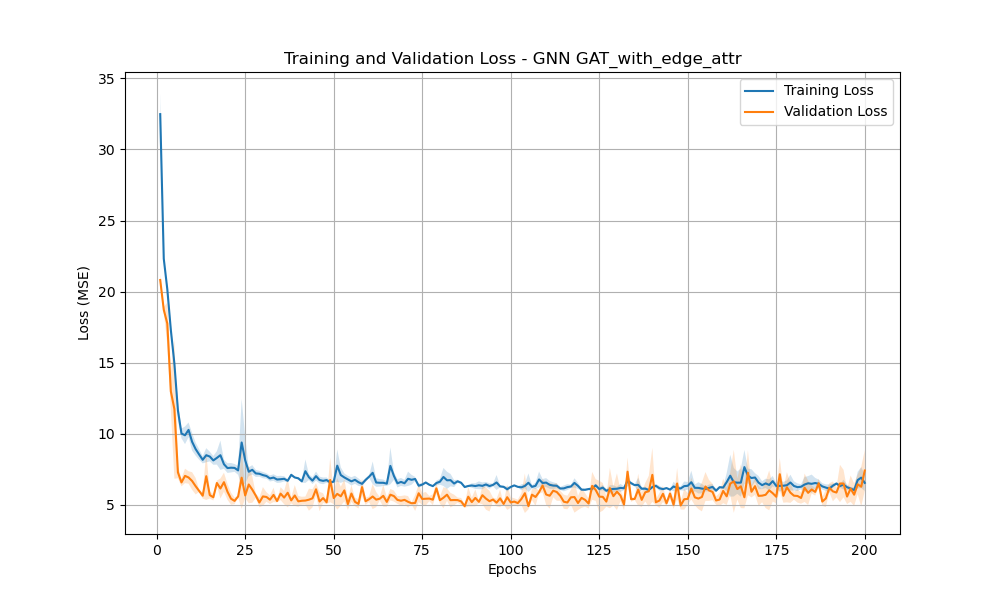 Training and Validation Loss - GNN GAT_with_edge_attr
Training Loss
Validation Loss
Loss (MSE)
35
30
25
20
15
10
5
0 25 50 75 100 125 150 175 200
Epochs